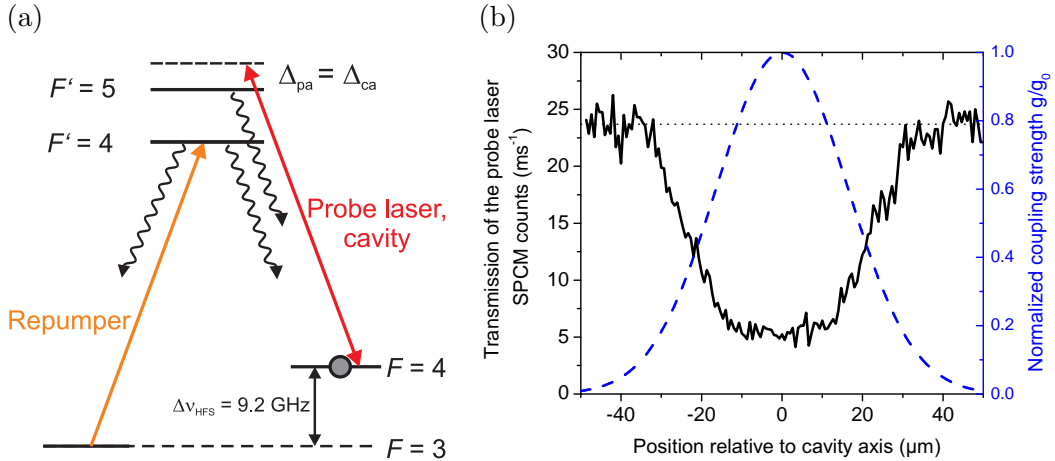 (a)
F‘ = 5
F‘ = 4
Δpa = Δca
Probe laser,
cavity
Repumper
F = 4
ΔνHFS = 9.2 GHz
F = 3
(b)
Transmission of the probe laser
SPCM counts (ms-1)
30
25
20
15
10
5
0
-40
-20
0
20
40
Position relative to cavity axis (µm)
1.0
0.8
0.6
0.4
0.2
0.0
Normalized coupling strength g/g0